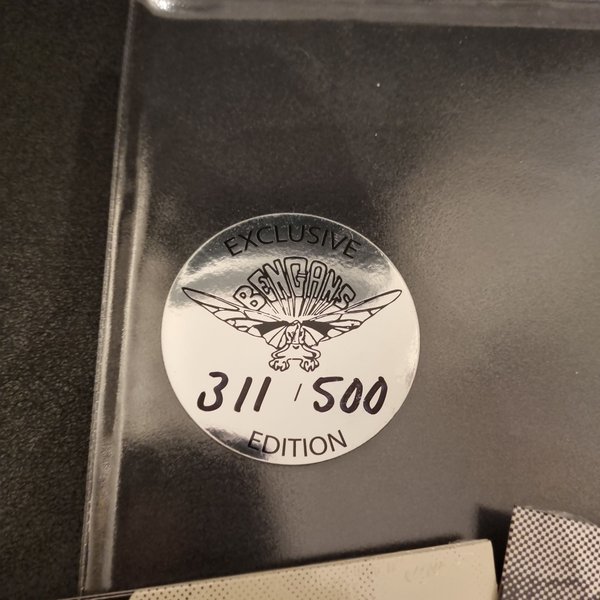 EXCLUSIVE
BENGANS
311 / 500
EDITION